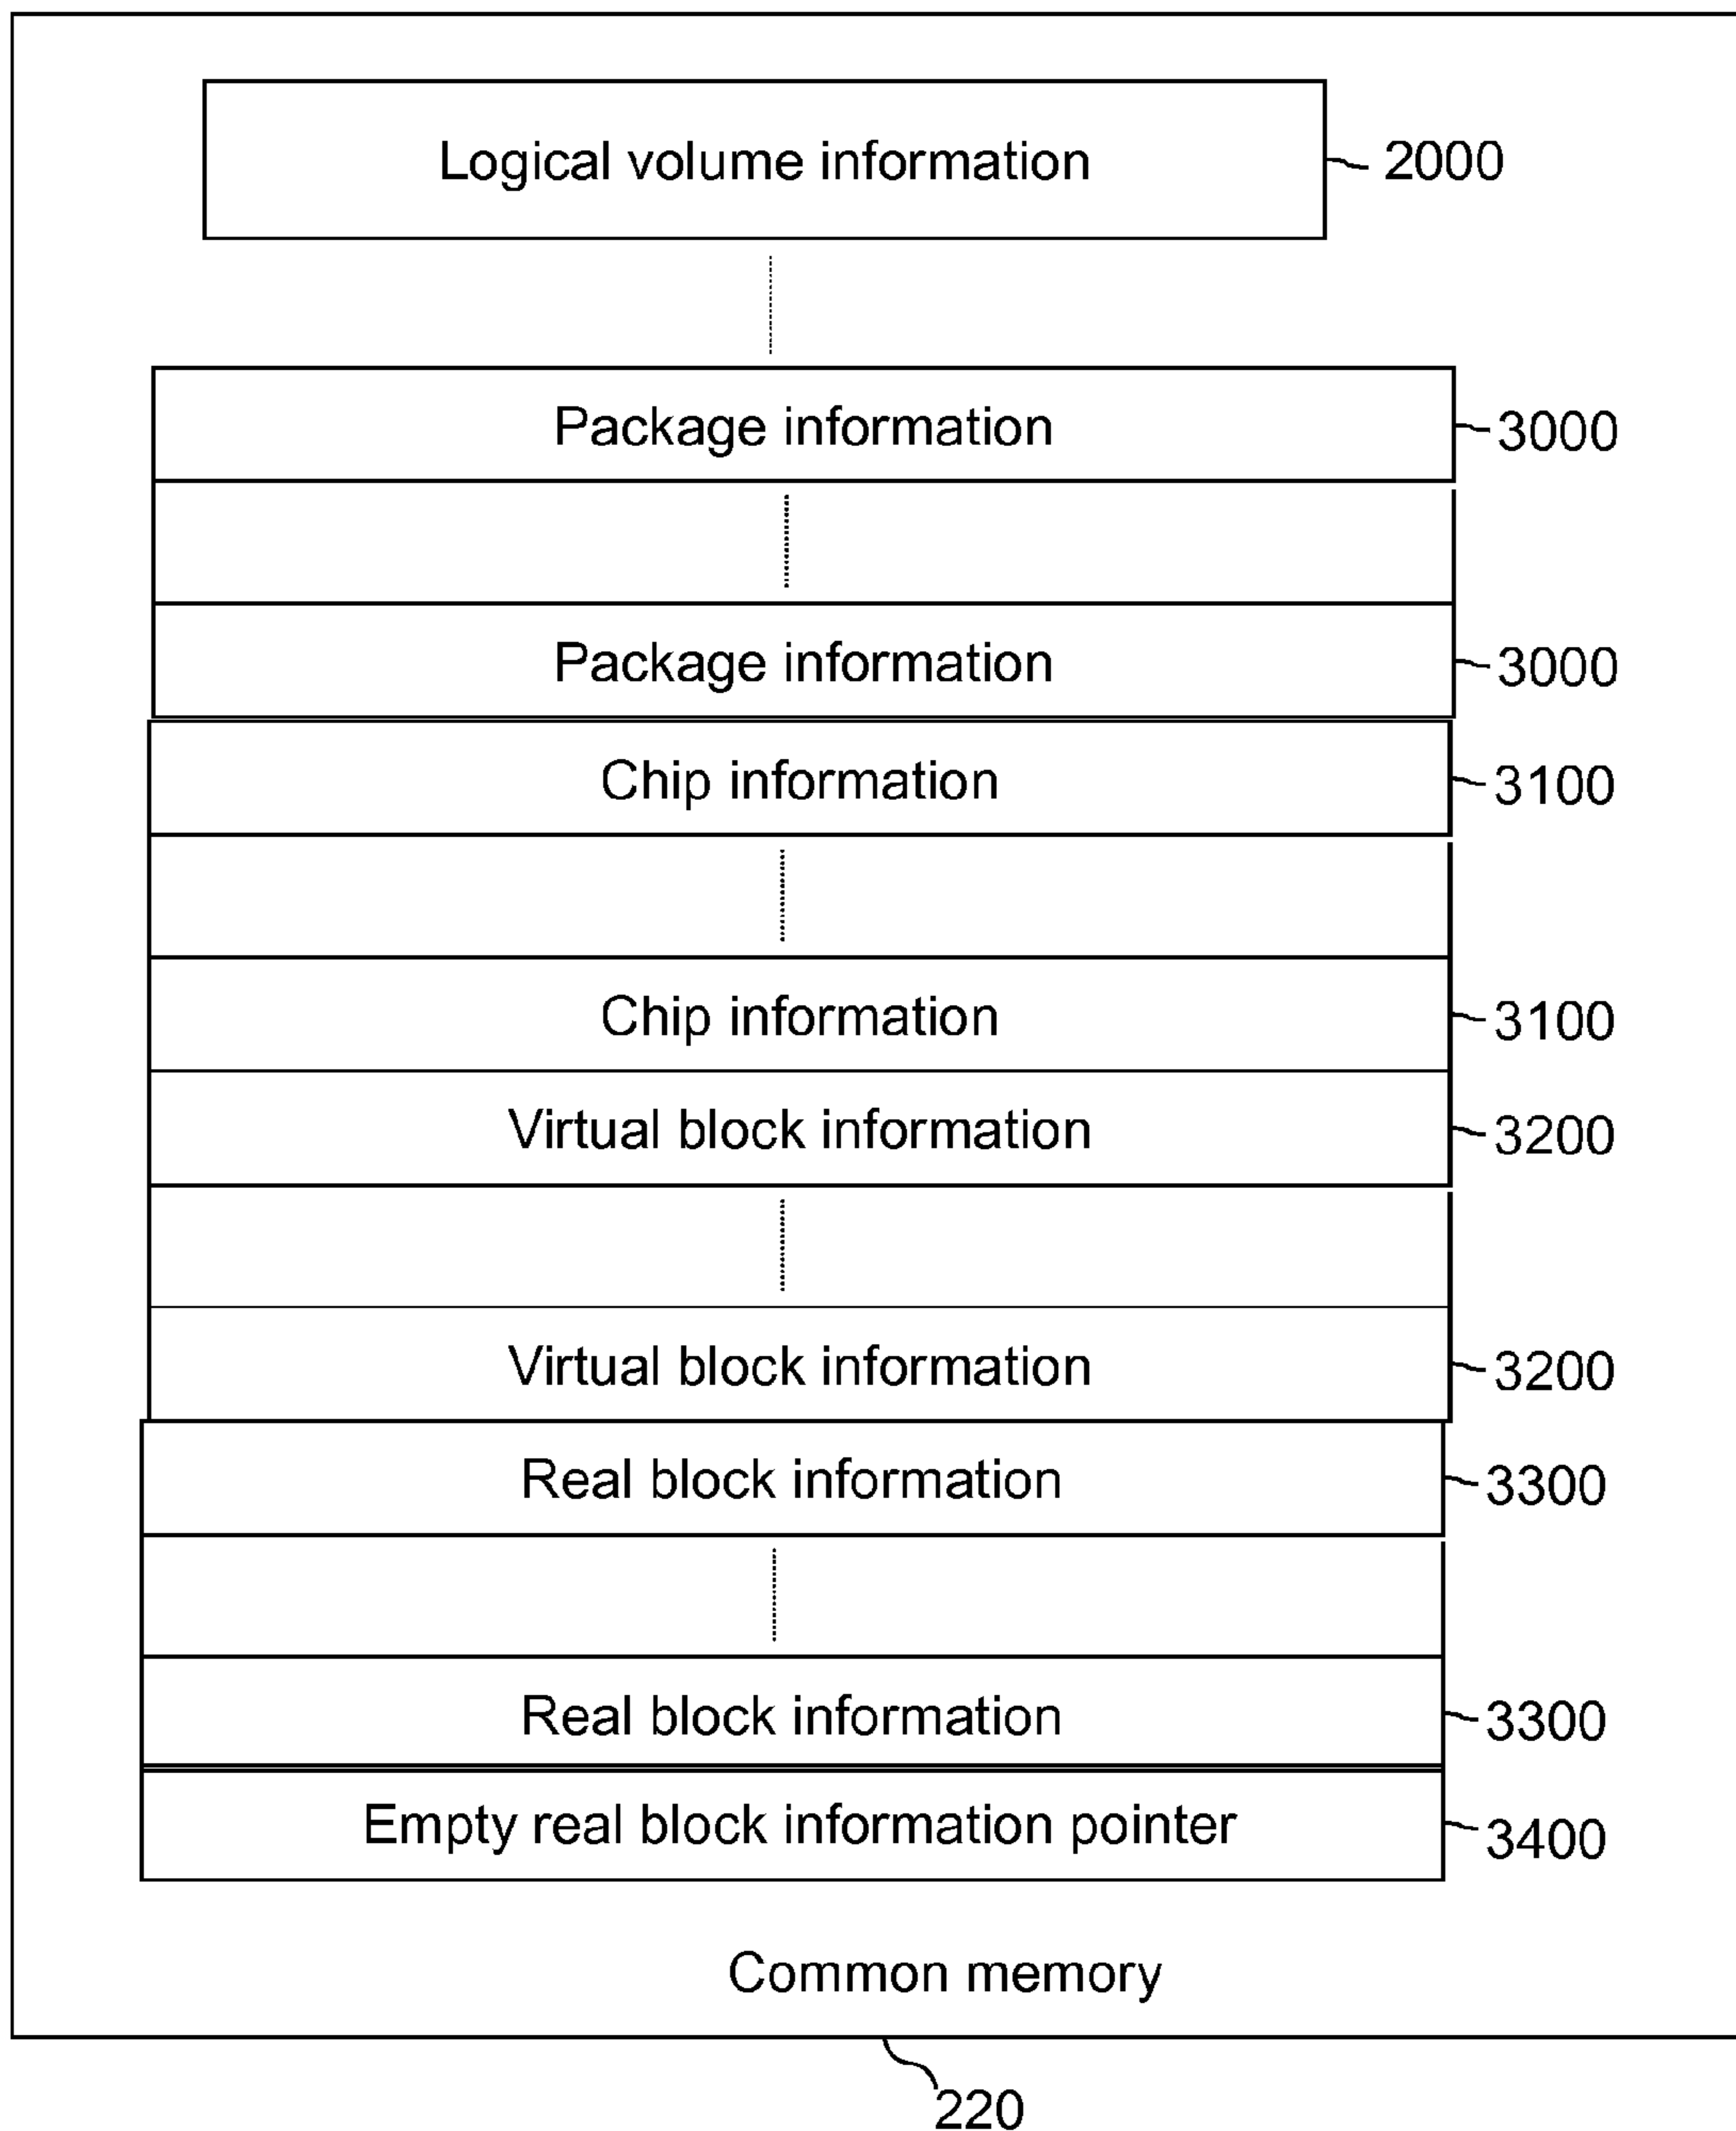 Logical volume information 2000
Package information 3000
Package information 3000
Chip information 3100
Chip information 3100
Virtual block information 3200
Virtual block information 3200
Real block information 3300
Real block information 3300
Empty real block information pointer 3400
Common memory
220